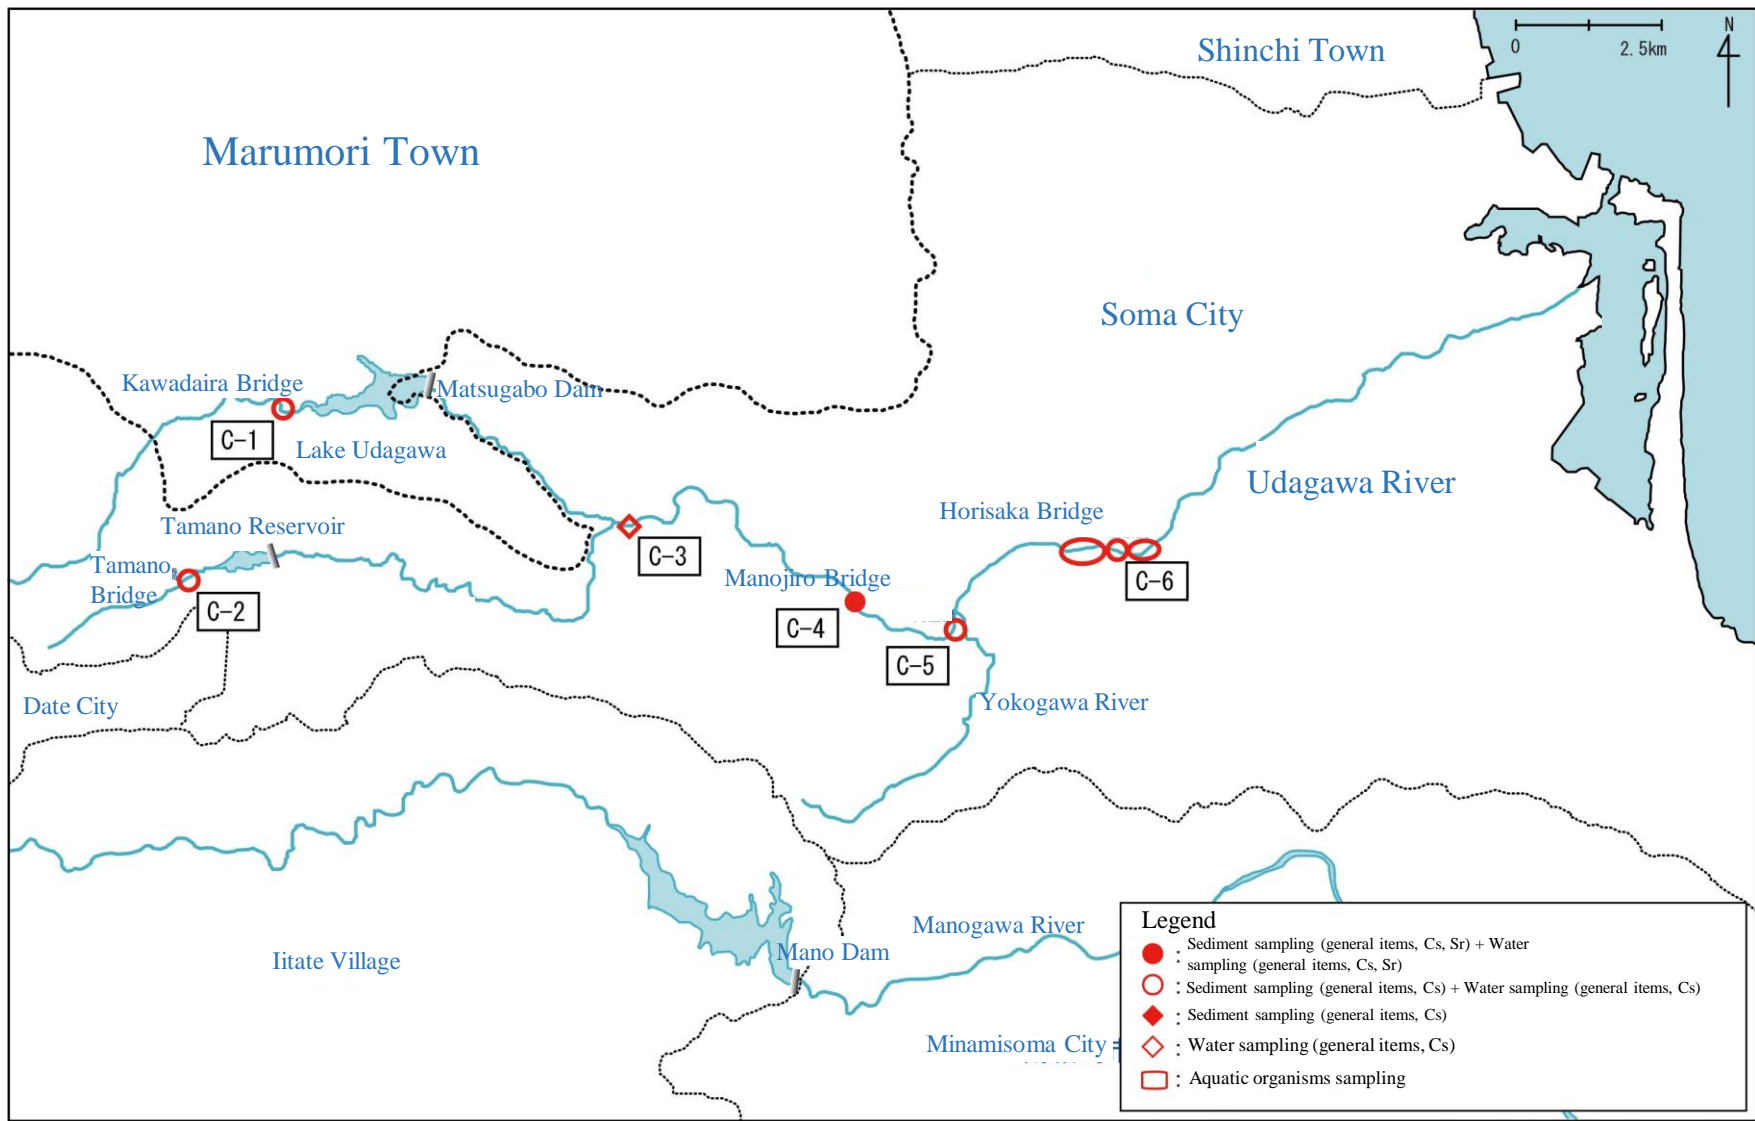 Shinchi Town
0
2.5km
N
Marumori Town
Soma City
Kawadaira Bridge
Matsugabo Dam
C-1
Lake Udagawa
Udagawa River
Horisaka Bridge
Tamano Reservoir
C-3
Tamano
Bridge
Manojiro Bridge
C-6
C-2
C-4
C-5
Date City
Yokogawa River
Manogawa River
Mano Dam
Iitate Village
Minamisoma City
Legend
: Sediment sampling (general items, Cs, Sr) + Water
sampling (general items, Cs, Sr)
: Sediment sampling (general items, Cs) + Water sampling (general items, Cs)
: Sediment sampling (general items, Cs)
: Water sampling (general items, Cs)
: Aquatic organisms sampling